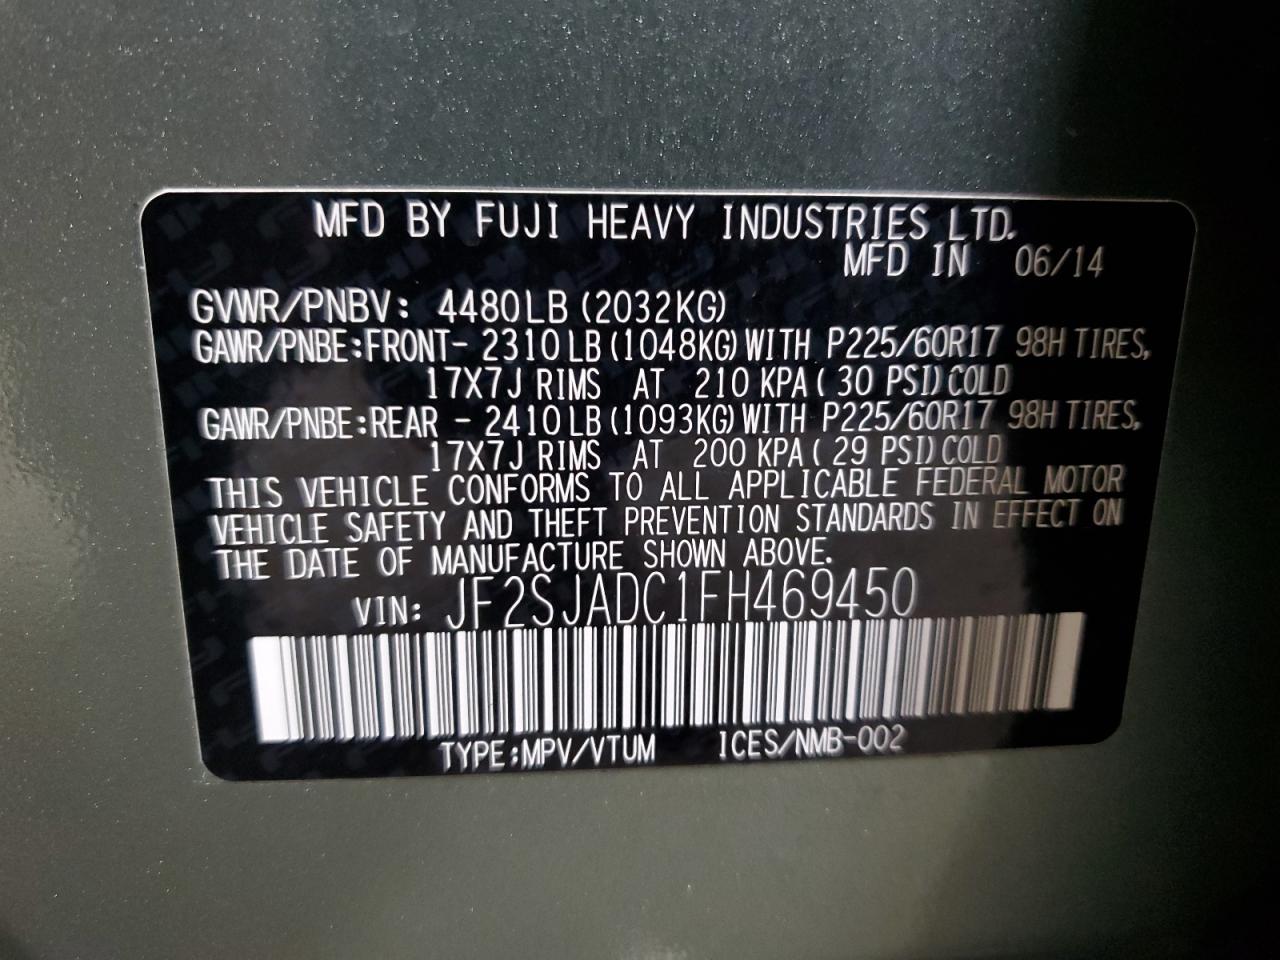 MFD BY FUJI HEAVY INDUSTRIES LTD.
MFD IN 06/14
GVWR/PNBV: 4480LB (2032KG)
GAWR/PNBE:FRONT- 2310LB (1048KG) WITH P225/60R17 98H TIRES,
17X7J RIMS AT 210 KPA ( 30 PSI) COLD
GAWR/PNBE:REAR - 2410LB (1093KG) WITH P225/60R17 98H TIRES,
17X7J RIMS AT 200 KPA ( 29 PSI) COLD
THIS VEHICLE CONFORMS TO ALL APPLICABLE FEDERAL MOTOR
VEHICLE SAFETY AND THEFT PREVENTION STANDARDS IN EFFECT ON
THE DATE OF MANUFACTURE SHOWN ABOVE.
VIN: JF2SJADC1FH469450
TYPE:MPV/VTUM ICES/NMB-002